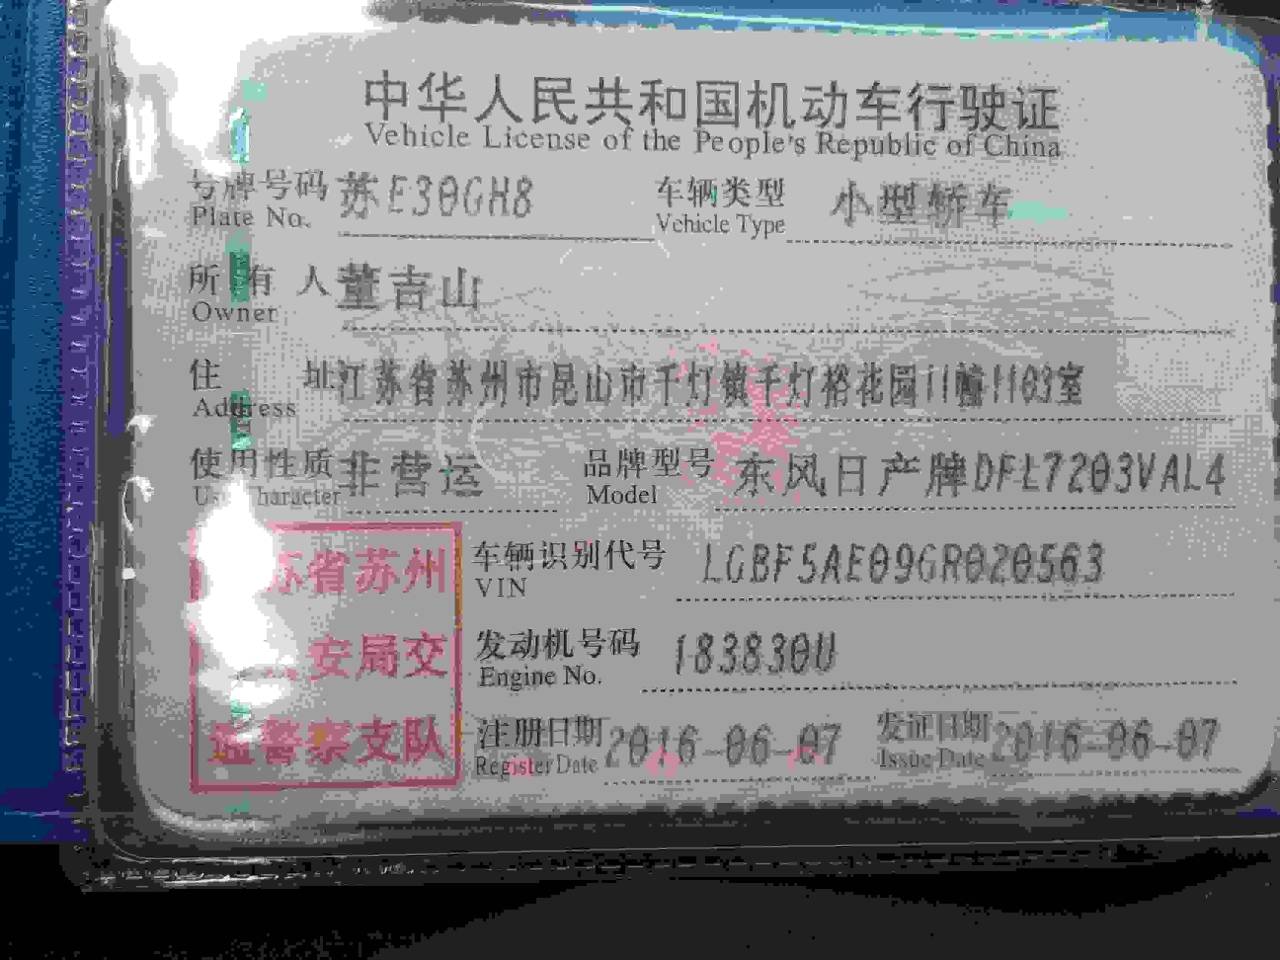 中华人民共和国机动车行驶证
Vehicle License of the People's Republic of China
号牌号码 苏E30GH8 车辆类型 小型轿车
Plate No. Vehicle Type
所有人 董吉山
Owner
住址 江苏省苏州市昆山市千灯镇千灯裕花园11幢1103室
Address
使用性质 非营运 品牌型号 东风日产牌DFL7203VAL4
Use Character Model
车辆识别代号 LGBF5AE09GR020563
VIN
发动机号码 183830U
Engine No.
注册日期 2016-06-07 发证日期 2016-06-07
Register Date Issue Date
苏省苏州
安局交
警察支队